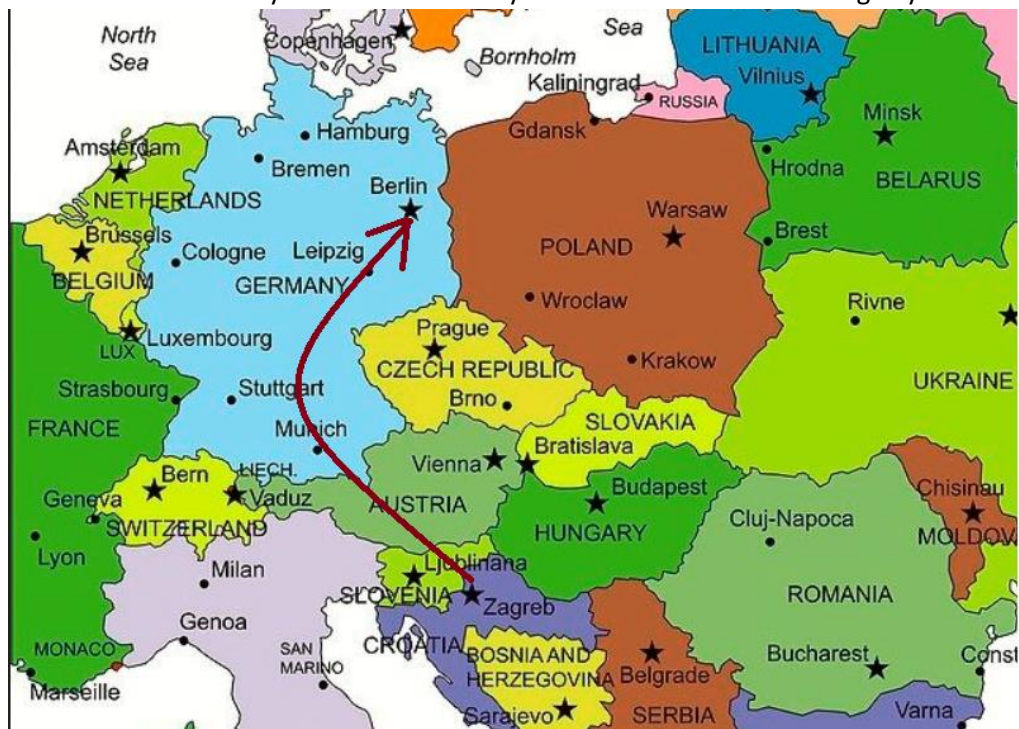 North
Sea
Copenhagen
Bornholm
Sea
Kaliningrad
RUSSIA
LITHUANIA
Vilnius
Minsk
Hrodna
BELARUS
Gdansk
Hamburg
Bremen
Amsterdam
NETHERLANDS
Berlin
Warsaw
POLAND
Brest
Brussels
BELGIUM
Cologne
Leipzig
GERMANY
Wroclaw
Rivne
Luxembourg
LUX
Prague
CZECH REPUBLIC
Krakow
UKRAINE
Strasbourg
Stuttgart
Brno
FRANCE
Munich
SLOVAKIA
Bratislava
Vienna
AUSTRIA
Bern
LIECH.
Vaduz
Geneva
SWITZERLAND
Budapest
HUNGARY
Cluj-Napoca
Chisinau
MOLDOV
Lyon
Milan
Ljublinana
SLOVENIA
Zagreb
ROMANIA
Genoa
MONACO
SAN
MARINO
CROATIA
BOSNIA AND
HERZEGOVINA
Belgrade
Bucharest
Const
Marseille
Sarajevo
SERBIA
Varna